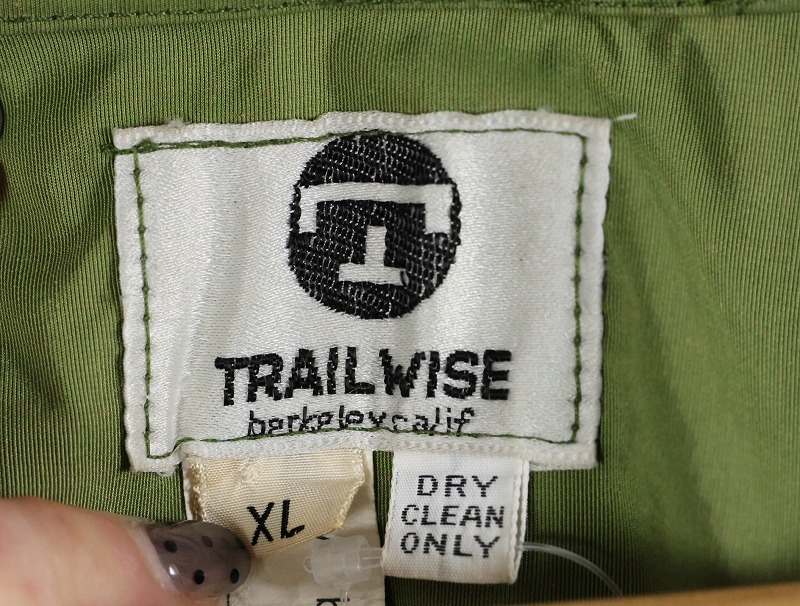 TRAILWISE
berkeley calif
XL
DRY
CLEAN
ONLY